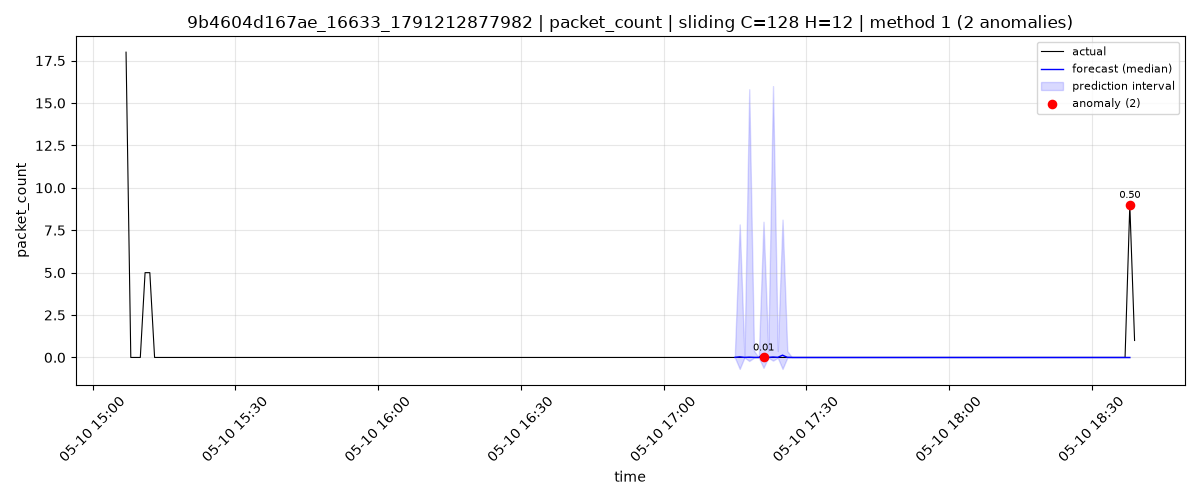 9b4604d167ae_16633_1791212877982 | packet_count | sliding C=128 H=12 | method 1 (2 anomalies)
actual
forecast (median)
prediction interval
anomaly (2)
17.5
15.0
12.5
10.0
7.5
5.0
2.5
0.0
packet_count
0.01
0.50
05-10 15:00
05-10 15:30
05-10 16:00
05-10 16:30
05-10 17:00
05-10 17:30
05-10 18:00
05-10 18:30
time